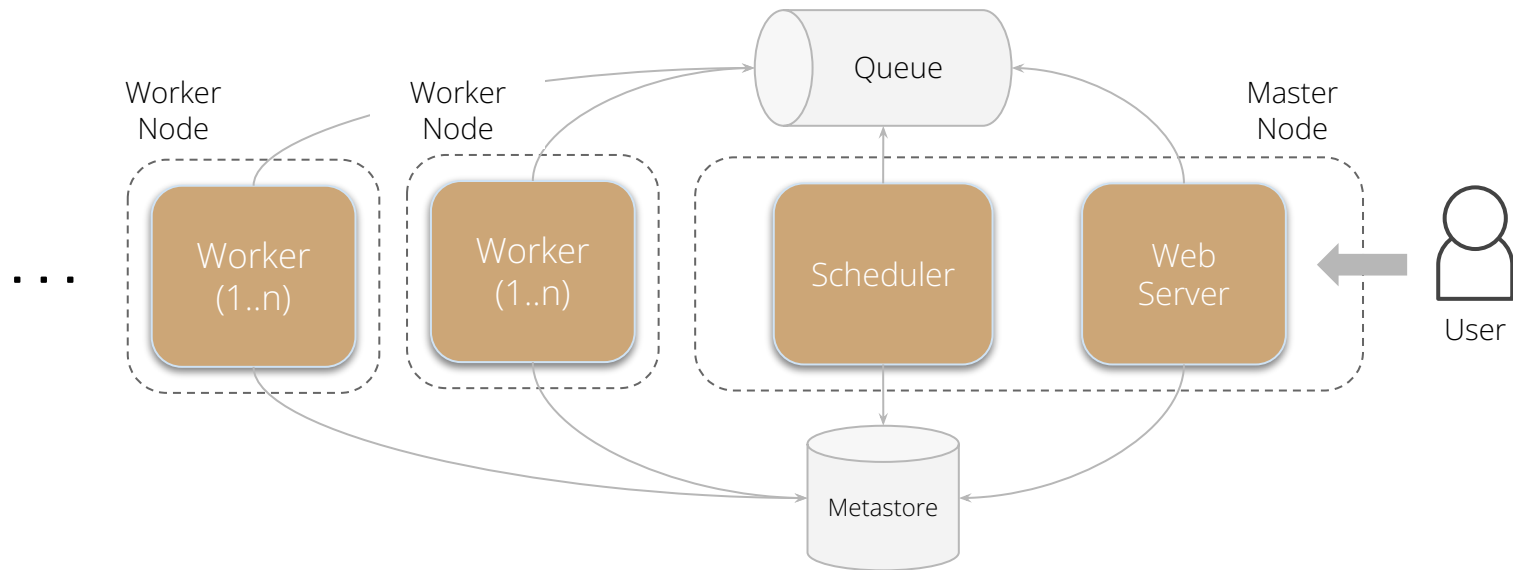 Queue
Worker
Node
Worker
Node
Master
Node
Worker
(1..n)
Worker
(1..n)
Scheduler
Web
Server
...
User
Metastore